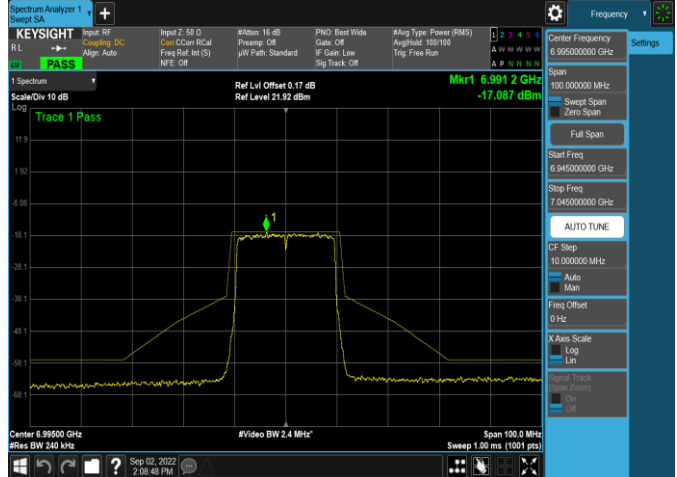 Spectrum Analyzer 1
Swept SA
+
Frequency
KEYSIGHT
R L
LV
PASS
Input: RF
Coupling: DC
Align: Auto
Input Z: 50 Ω
Corr CCorr RCal
Freq Ref: Int (S)
NFE: Off
#Atten: 16 dB
Preamp: Off
µW Path: Standard
PNO: Best Wide
Gate: Off
IF Gain: Low
Sig Track: Off
#Avg Type: Power (RMS)
Avg|Hold: 100/100
Trig: Free Run
1 2 3 4 5 6
A W W W W W
A P N N N N
1 Spectrum
Scale/Div 10 dB
Log
Ref Lvl Offset 0.17 dB
Ref Level 21.92 dBm
Mkr1 6.991 2 GHz
-17.087 dBm
Trace 1 Pass
11.9
1.92
-8.08
-18.1
-28.1
-38.1
-48.1
-58.1
-68.1
1
Center 6.99500 GHz
#Res BW 240 kHz
#Video BW 2.4 MHz*
Span 100.0 MHz
Sweep 1.00 ms (1001 pts)
Center Frequency
6.995000000 GHz
Span
100.000000 MHz
Swept Span
Zero Span
Full Span
Start Freq
6.945000000 GHz
Stop Freq
7.045000000 GHz
AUTO TUNE
CF Step
10.000000 MHz
Auto
Man
Freq Offset
0 Hz
X Axis Scale
Log
Lin
Signal Track
(Span Zoom)
On
Off
Settings
?
Sep 02, 2022
2:08:48 PM